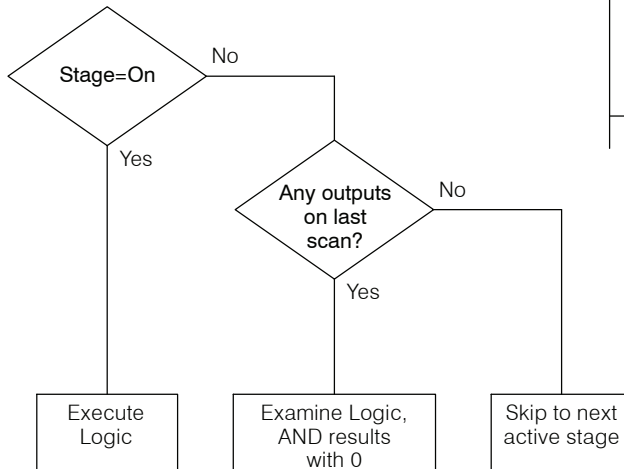 Stage=On
No
Yes
Any outputs
on last
scan?
No
Yes
Execute
Logic
Examine Logic,
AND results
with 0
Skip to next
active stage